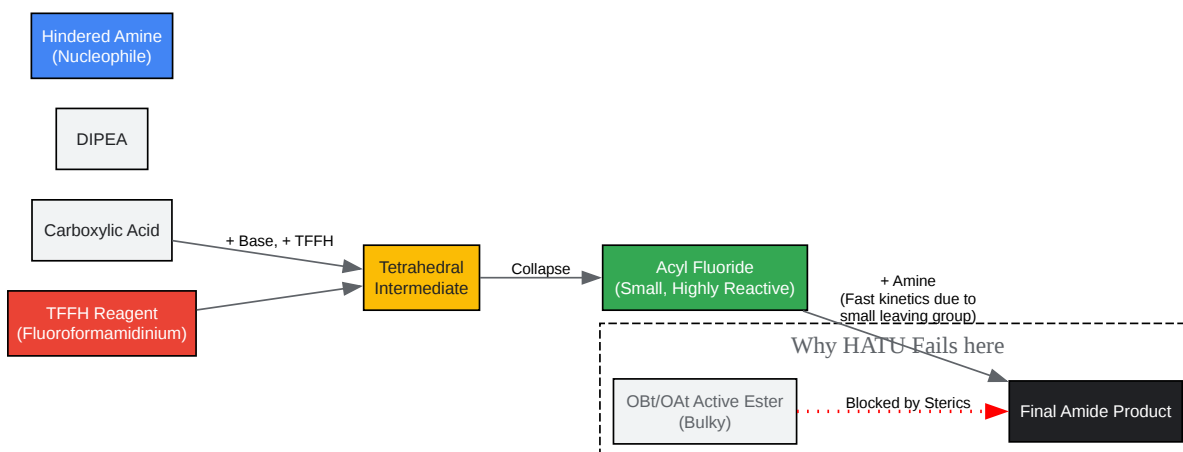 Hindered Amine
(Nucleophile)
DIPEA
Carboxylic Acid
+ Base, + TFFH
TFFH Reagent
(Fluoroformamidinium)
Tetrahedral
Intermediate
Collapse
Acyl Fluoride
(Small, Highly Reactive)
+ Amine
(Fast kinetics due to
small leaving group)
Why HATU Fails here
OBt/OAt Active Ester
(Bulky)
Blocked by Sterics
Final Amide Product